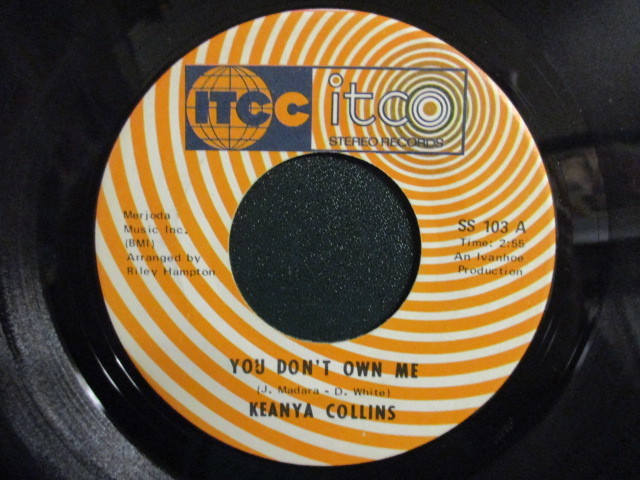 ITCC itco
STEREO RECORDS
Merjoda
Music Inc.
(BMI)
Arranged by
Riley Hampton
SS 103 A
Time: 2:55
An Ivanhoe
Production
YOU DON'T OWN ME
(J. Madara - D. White)
KEANYA COLLINS